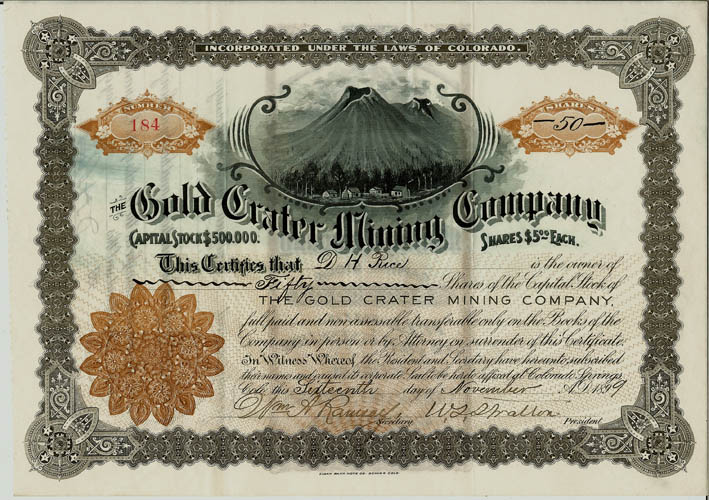 INCORPORATED UNDER THE LAWS OF COLORADO.
NUMBER
184
SHARES
50
THE Gold Crater Mining Company
CAPITAL STOCK $500.000.
SHARES $5.00 EACH.
This Certifies that D H Rice is the owner of
Fifty Shares of the Capital Stock of
THE GOLD CRATER MINING COMPANY,
full paid and non-assessable transferable only on the Books of the
Company in person or by Attorney on surrender of this Certificate.
In Witness Whereof, the President and Secretary have hereunto subscribed
their names and caused its corporate Seal to be hereto affixed at Colorado Springs,
Colo. this Sixteenth day of November A.D. 1899
Wm A Ramsay W S Stratton
Secretary President